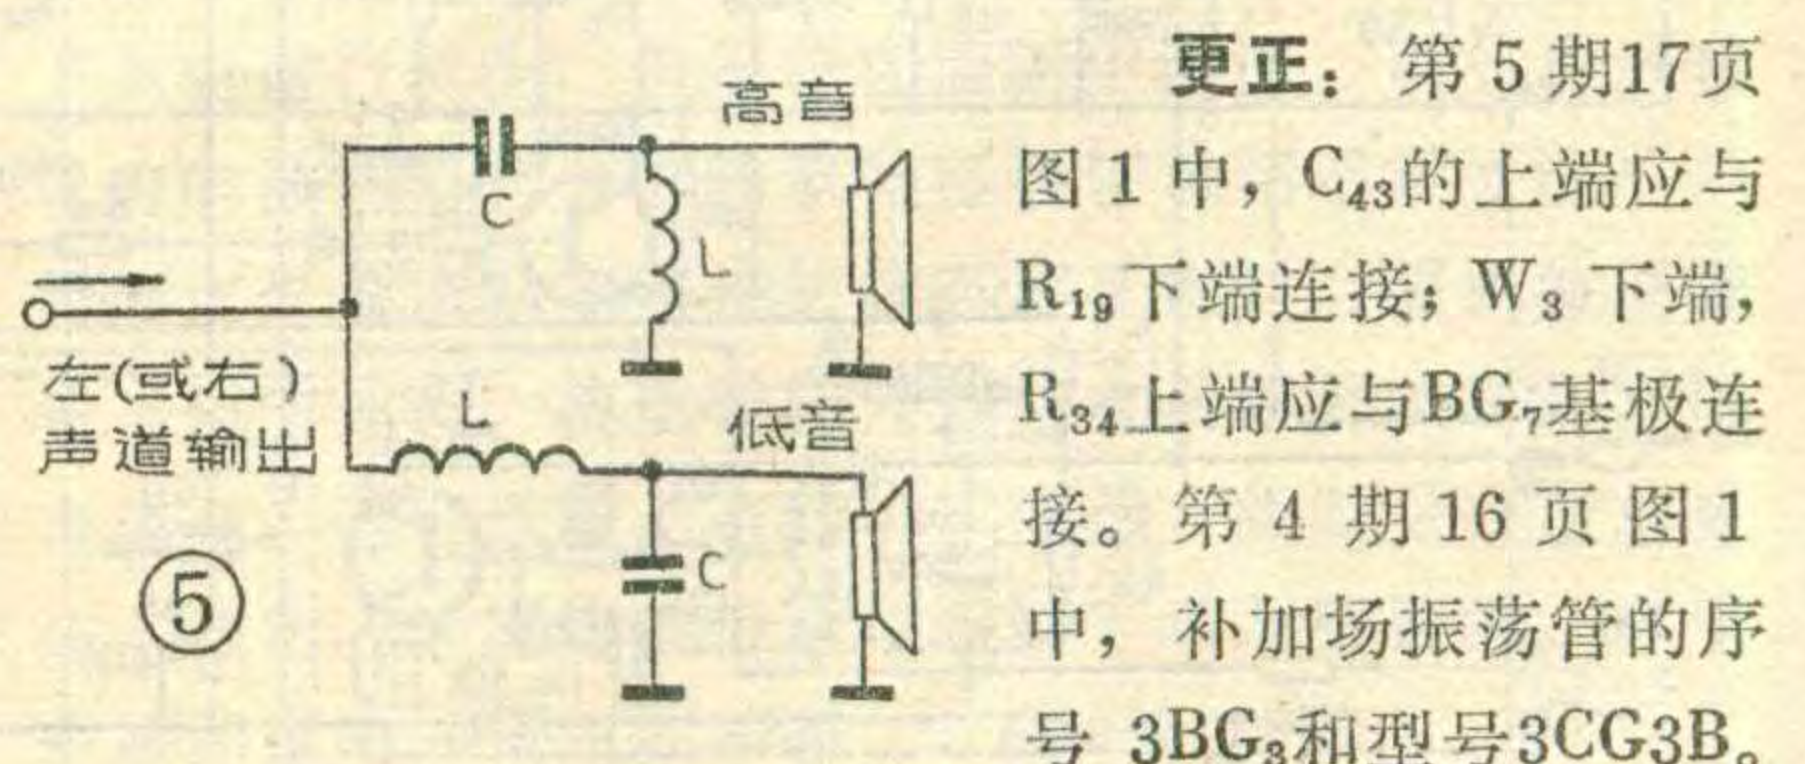 高音
C
L
左(或右)
声道输出
L
低音
C
⑤
更正：第5期17页
图1中，C₄₃的上端应与
R₁₉下端连接；W₃下端，
R₃₄上端应与BG₇基极连
接。第4期16页图1
中，补加场振荡管的序
号3BG₃和型号3CG3B。